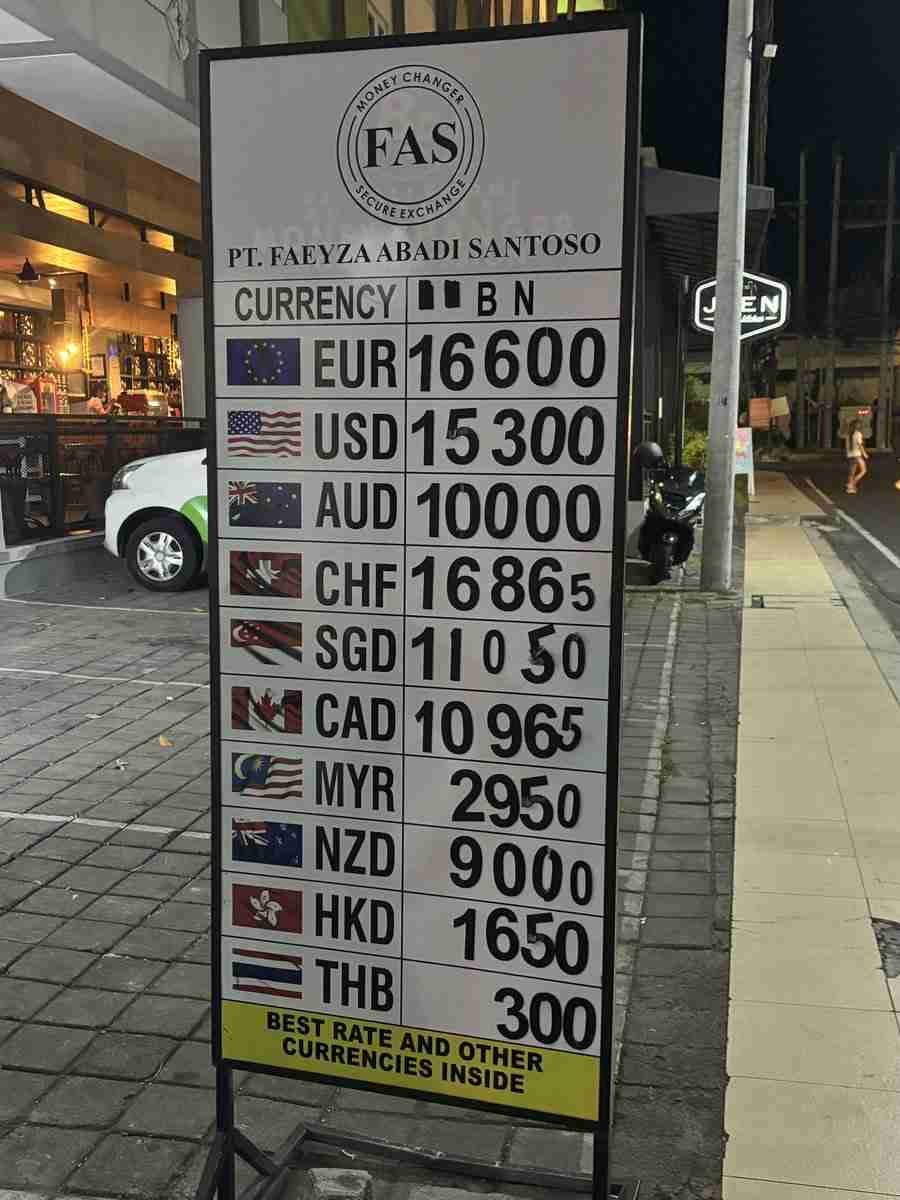 MONEY CHANGER
FAS
SECURE EXCHANGE
PT. FAEYZA ABADI SANTOSO
CURRENCY BN
EUR 16600
USD 15300
AUD 10000
CHF 16865
SGD 11050
CAD 10965
MYR 2950
NZD 9000
HKD 1650
THB 300
BEST RATE AND OTHER
CURRENCIES INSIDE